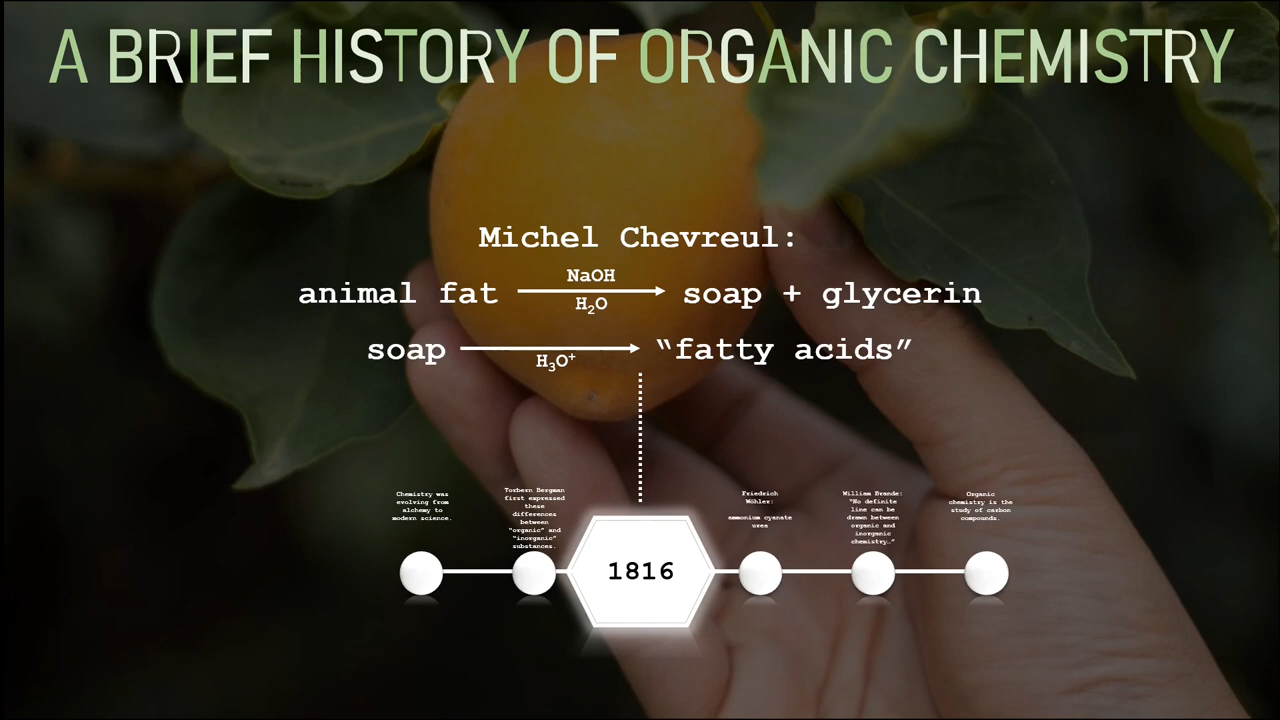 A BRIEF HISTORY OF ORGANIC CHEMISTRY
Michel Chevreul:
animal fat NaOH H₂O soap + glycerin
soap H₃O⁺ “fatty acids”
Chemistry was
evolving from
alchemy to
modern science.
Torbern Bergman
first expressed
these
differences
between
“organic” and
“inorganic”
substances.
1816
Friedrich
Wöhler:
ammonium cyanate
urea
William Brande:
“No definite
line can be
drawn between
organic and
inorganic
chemistry…”
Organic
chemistry is the
study of carbon
compounds.